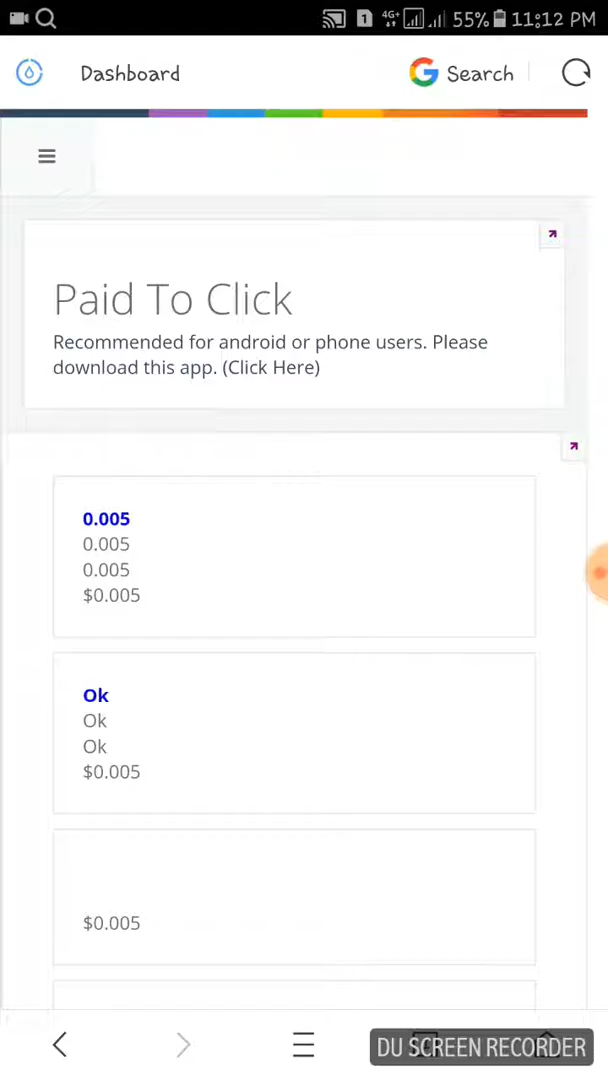 1 4G+ 55% 11:12 PM
Dashboard
G Search
Paid To Click
Recommended for android or phone users. Please
download this app. (Click Here)
0.005
0.005
0.005
$0.005
Ok
Ok
Ok
$0.005
$0.005
DU SCREEN RECORDER